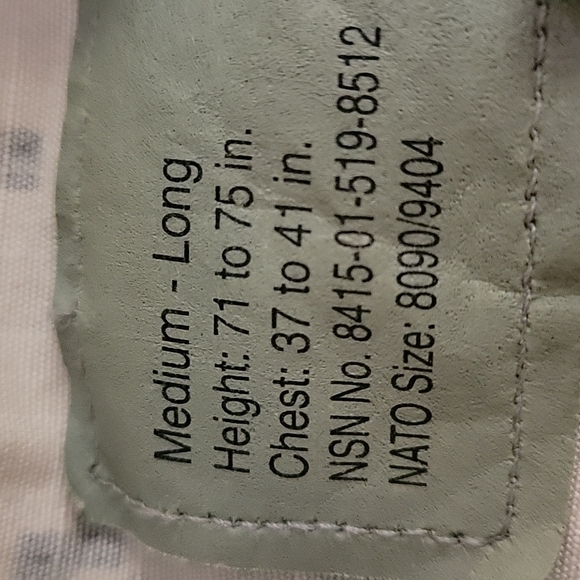 Medium - Long
Height: 71 to 75 in.
Chest: 37 to 41 in.
NSN No. 8415-01-519-8512
NATO Size: 8090/9404